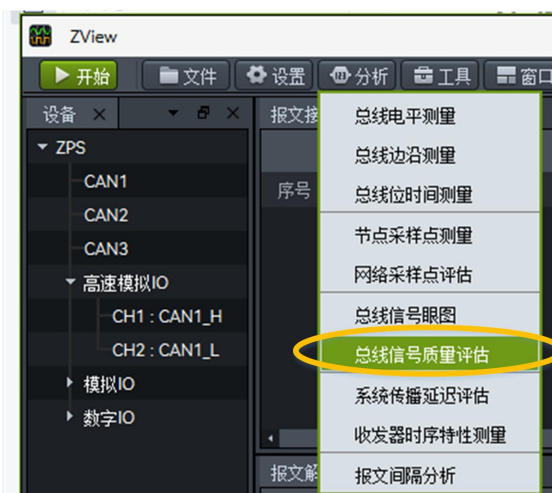 ZView
开始 文件 设置 分析 工具 窗口
设备
报文接
ZPS
CAN1
CAN2
CAN3
高速模拟IO
CH1 : CAN1_H
CH2 : CAN1_L
模拟IO
数字IO
序号
总线电平测量
总线边沿测量
总线位时间测量
节点采样点测量
网络采样点评估
总线信号眼图
总线信号质量评估
系统传播延迟评估
收发器时序特性测量
报文间隔分析
报文解